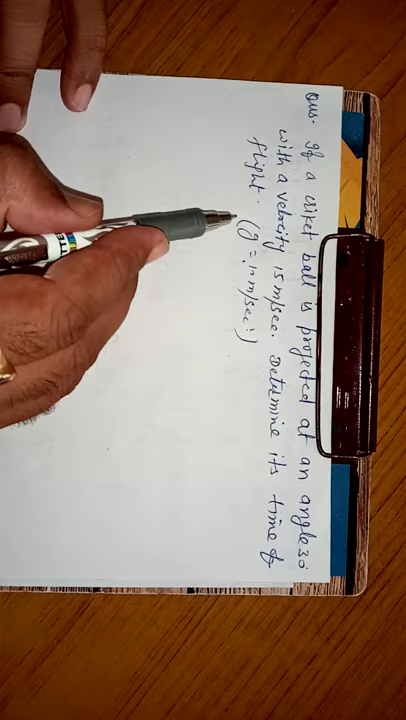 Ques. If a criket ball is projected at an angle 30°
with a velocity 15 m/sec. Determine its time of
flight. (g = 10 m/sec²)